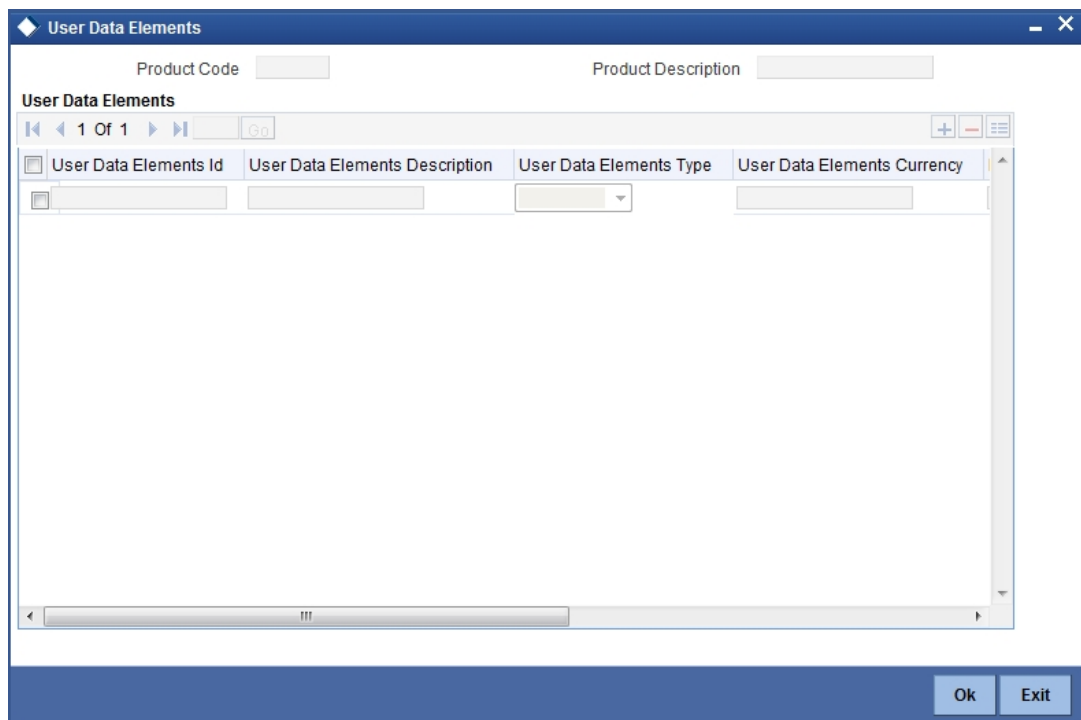 User Data Elements
Product Code
Product Description
User Data Elements
1 Of 1 Go
User Data Elements Id User Data Elements Description User Data Elements Type User Data Elements Currency
Ok Exit